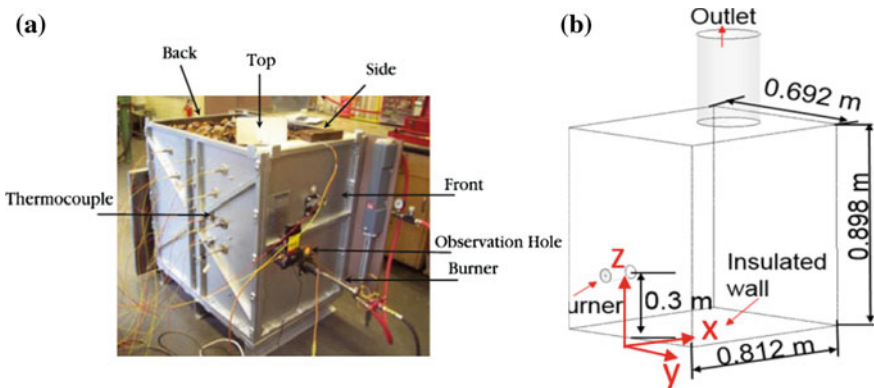 (a)
Back
Top
Side
Thermocouple
Front
Observation Hole
Burner
(b)
Outlet
0.692 m
0.898 m
z
Insulated
wall
urner
0.3 m
x
y
0.812 m